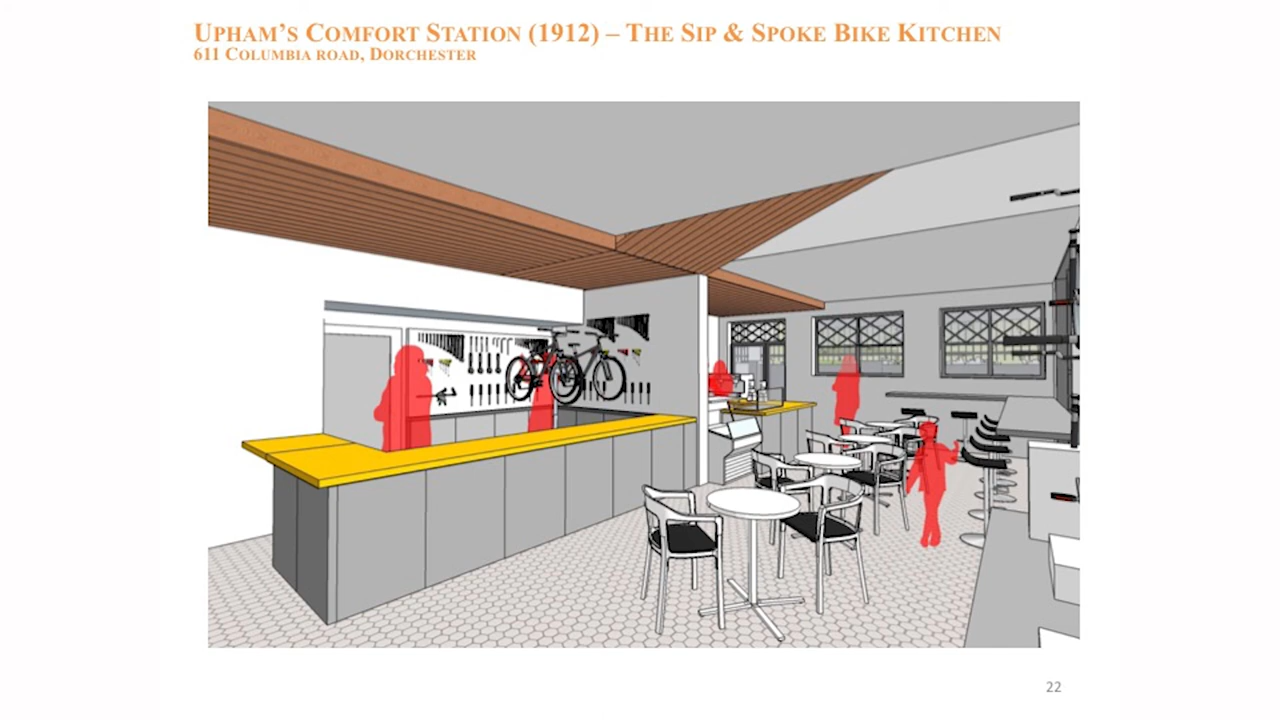 Upham's Comfort Station (1912) – The Sip & Spoke Bike Kitchen
611 Columbia road, Dorchester
22